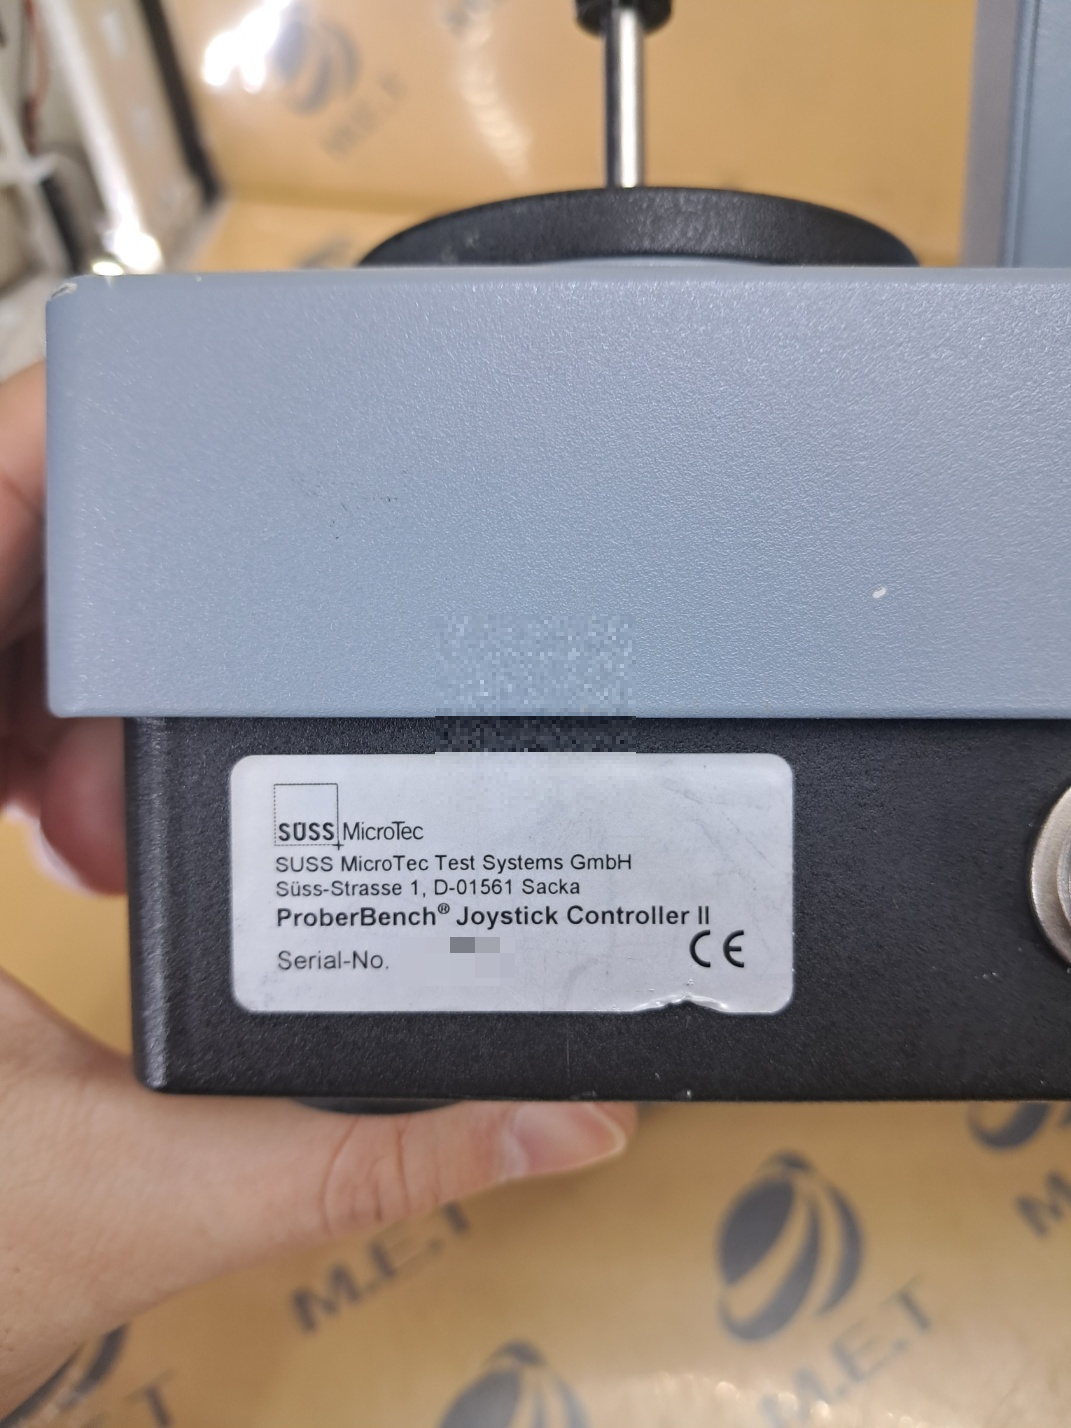 M.E.T
SÜSS MicroTec
SUSS MicroTec Test Systems GmbH
Süss-Strasse 1, D-01561 Sacka
ProberBench® Joystick Controller II
Serial-No.
CE
M.E.T
M.E.T